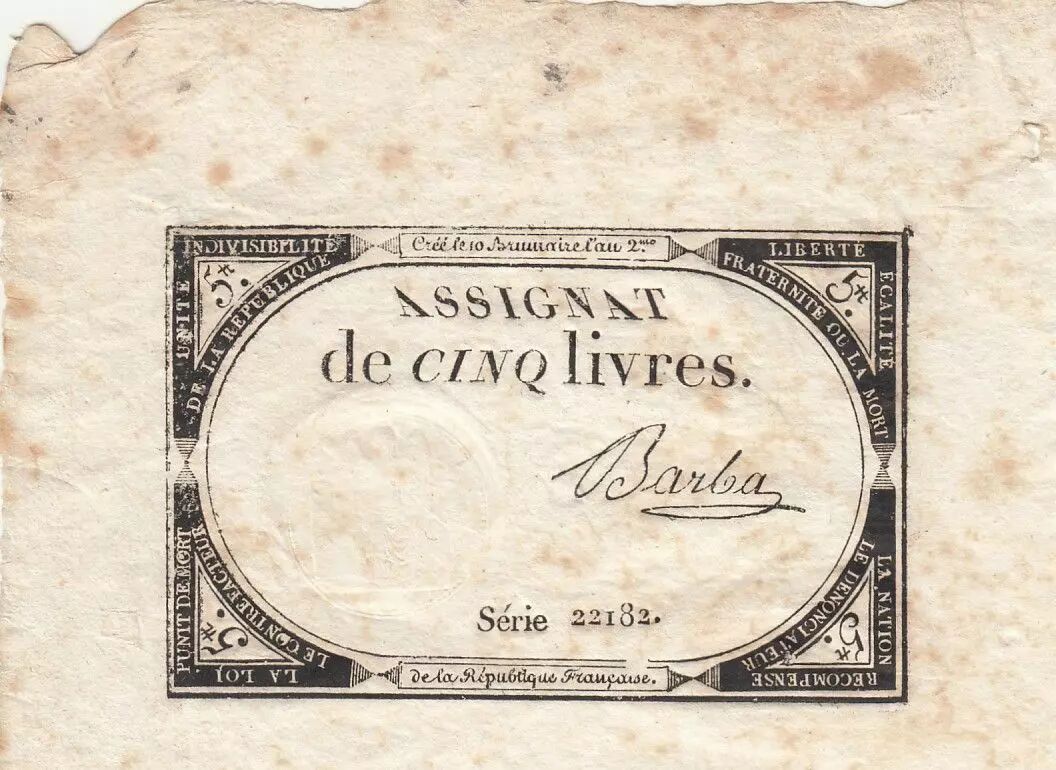 Créé le 10 Brumaire l'an 2.me
UNITÉ INDIVISIBILITÉ
DE LA RÉPUBLIQUE
5#
LIBERTÉ ÉGALITÉ
FRATERNITÉ OU LA MORT
5#.
ASSIGNAT
de CINQ livres.
Barba
Série 22182.
LA LOI PUNIT DE MORT
LE CONTREFACTEUR
5#.
LA NATION RÉCOMPENSE
LE DÉNONCIATEUR
5#.
de la République Française.